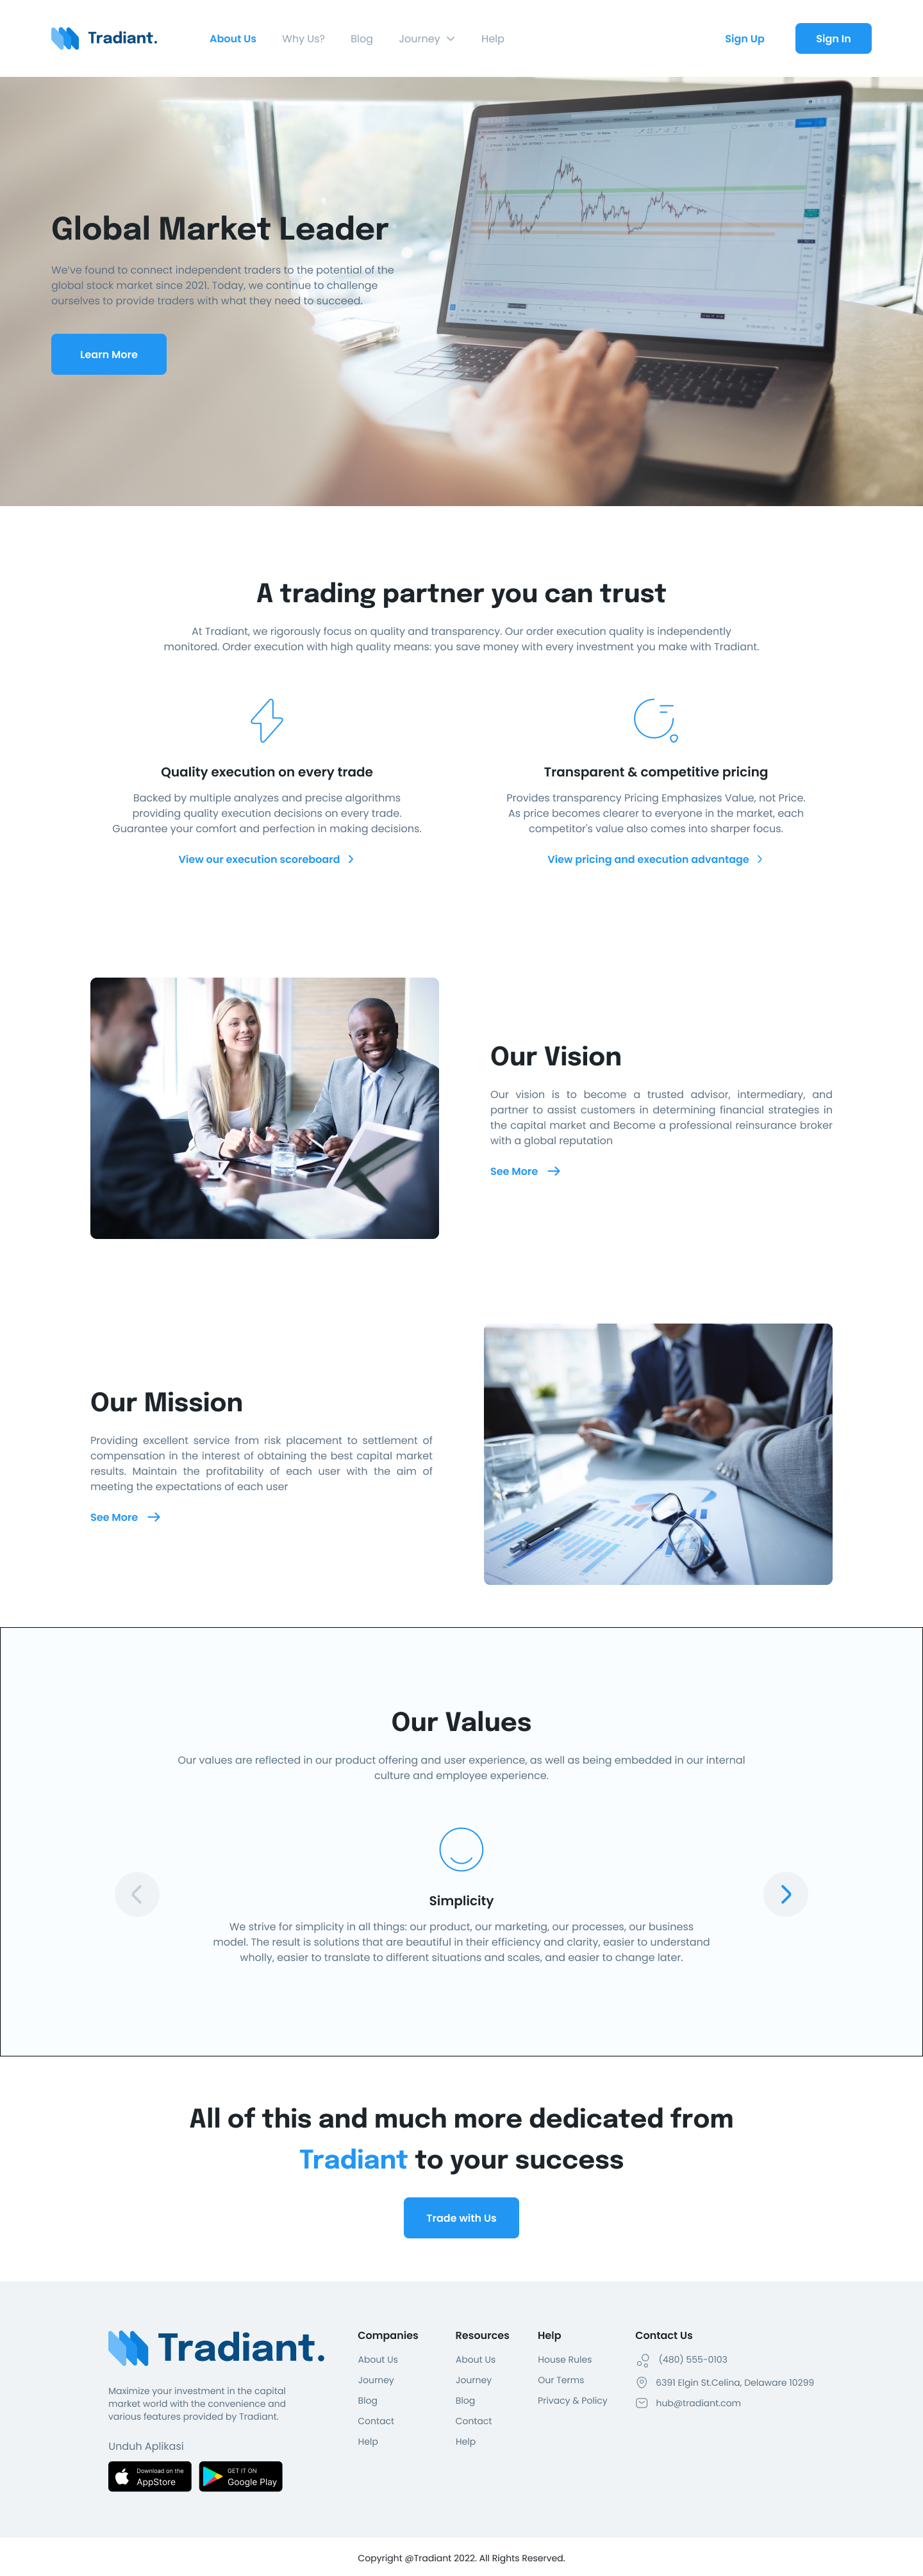 Tradiant.
About Us
Why Us?
Blog
Journey
Help
Sign Up
Sign In
Global Market Leader
We've found to connect independent traders to the potential of the
global stock market since 2021. Today, we continue to challenge
ourselves to provide traders with what they need to succeed.
Learn More
A trading partner you can trust
At Tradiant, we rigorously focus on quality and transparency. Our order execution quality is independently
monitored. Order execution with high quality means: you save money with every investment you make with Tradiant.
Quality execution on every trade
Backed by multiple analyzes and precise algorithms
providing quality execution decisions on every trade.
Guarantee your comfort and perfection in making decisions.
View our execution scoreboard
Transparent & competitive pricing
Provides transparency Pricing Emphasizes Value, not Price.
As price becomes clearer to everyone in the market, each
competitor's value also comes into sharper focus.
View pricing and execution advantage
Our Vision
Our vision is to become a trusted advisor, intermediary, and
partner to assist customers in determining financial strategies in
the capital market and Become a professional reinsurance broker
with a global reputation
See More
Our Mission
Providing excellent service from risk placement to settlement of
compensation in the interest of obtaining the best capital market
results. Maintain the profitability of each user with the aim of
meeting the expectations of each user
See More
Our Values
Our values are reflected in our product offering and user experience, as well as being embedded in our internal
culture and employee experience.
Simplicity
We strive for simplicity in all things: our product, our marketing, our processes, our business
model. The result is solutions that are beautiful in their efficiency and clarity, easier to understand
wholly, easier to translate to different situations and scales, and easier to change later.
All of this and much more dedicated from
Tradiant to your success
Trade with Us
Tradiant.
Maximize your investment in the capital
market world with the convenience and
various features provided by Tradiant.
Unduh Aplikasi
Download on the
AppStore
GET IT ON
Google Play
Companies
About Us
Journey
Blog
Contact
Help
Resources
About Us
Journey
Blog
Contact
Help
Help
House Rules
Our Terms
Privacy & Policy
Contact Us
(480) 555-0103
6391 Elgin St.Celina, Delaware 10299
hub@tradiant.com
Copyright @Tradiant 2022. All Rights Reserved.